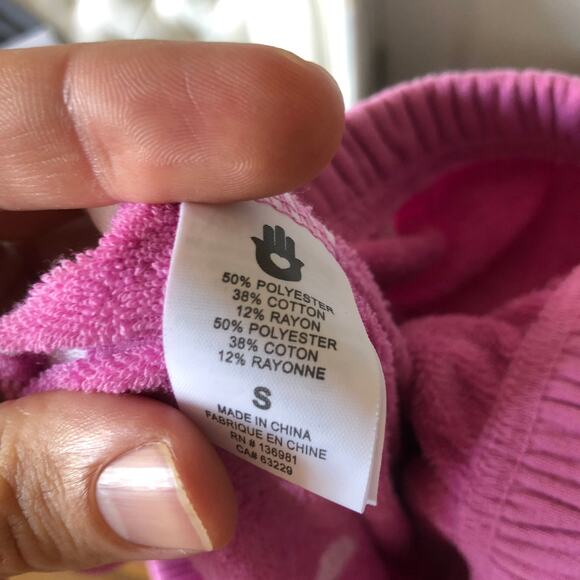 50% POLYESTER
38% COTTON
12% RAYON
50% POLYESTER
38% COTON
12% RAYONNE
S
MADE IN CHINA
FABRIQUE EN CHINE
RN # 136981
CA# 63229